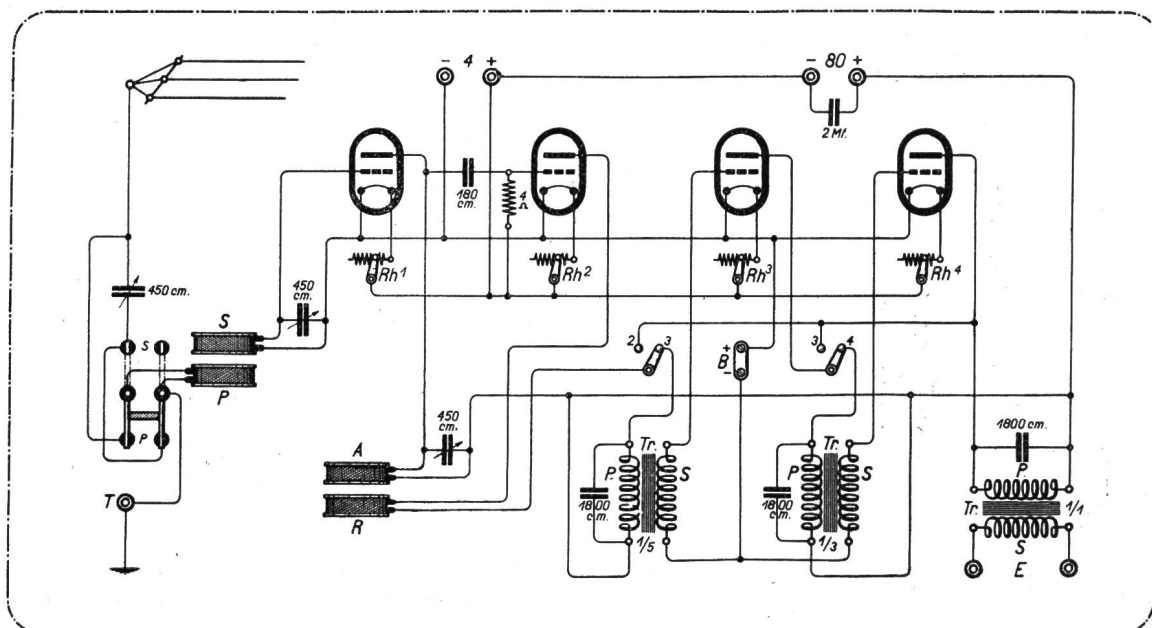 - 4 +
- 80 +
2 Mf.
180 cm.
4 Ω
Rh1
Rh2
Rh3
Rh4
450 cm.
450 cm.
S
P
S
P
T
2
3
B
+
-
3
4
450 cm.
A
R
P.
Tr.
S
1800 cm.
1/5
P
Tr.
S
1800 cm.
1/3
1800 cm.
P
Tr.
1/1
S
E